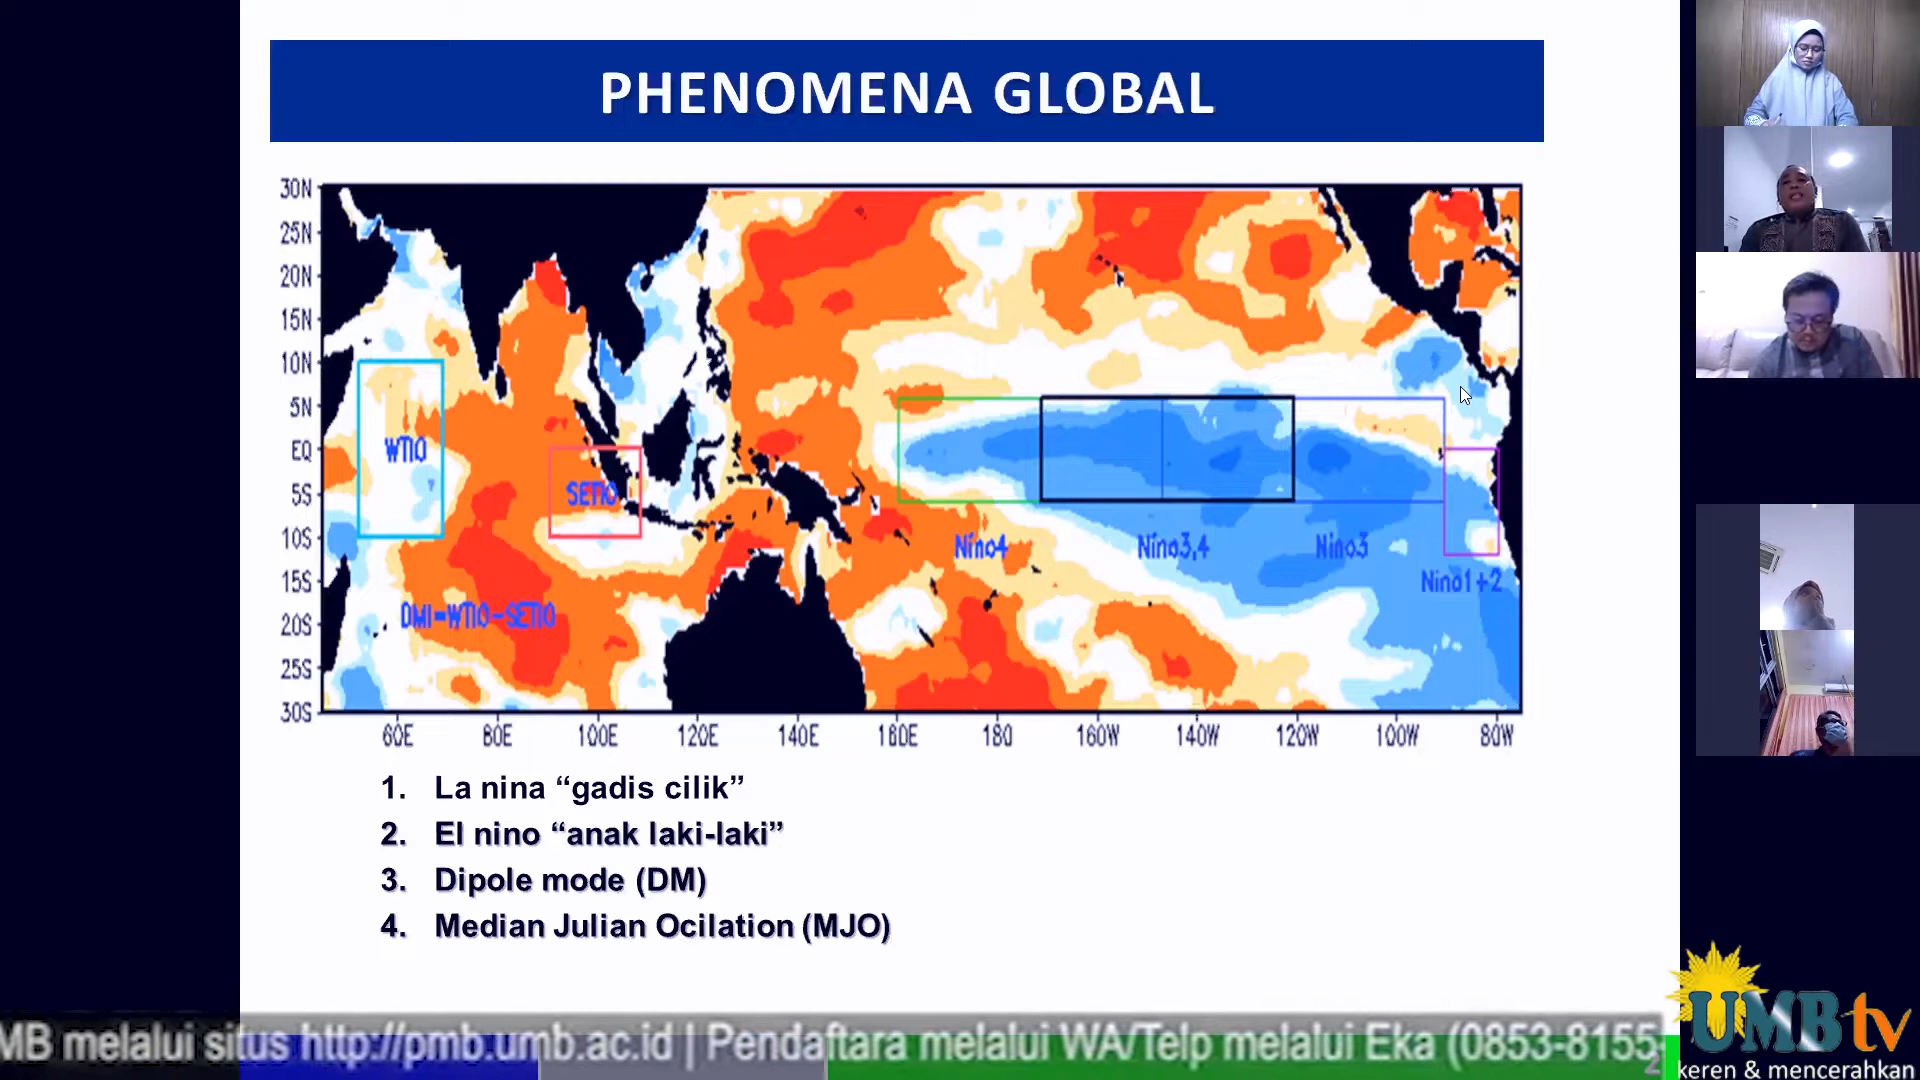 PHENOMENA GLOBAL
30N
25N
20N
15N
10N
5N
EQ
5S
10S
15S
20S
25S
30S
WTIO
SETIO
DMI=WTIO-SETIO
Nino4
Nino3,4
Nino3
Nino1+2
60E 80E 100E 120E 140E 160E 180 160W 140W 120W 100W 80W
1. La nina “gadis cilik”
2. El nino “anak laki-laki”
3. Dipole mode (DM)
4. Median Julian Ocilation (MJO)
MB melalui situs http://pmb.umb.ac.id | Pendaftara melalui WA/Telp melalui Eka (0853-8155-
2
UMBtv
keren & mencerahkan